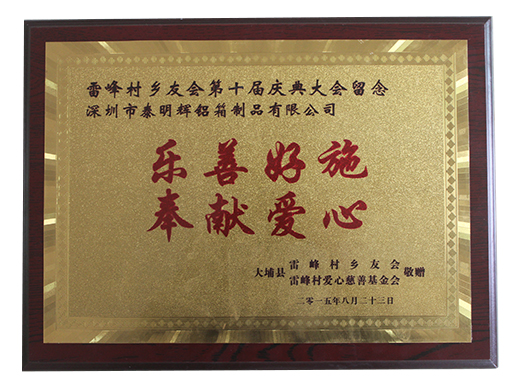 雷峰村乡友会第十届庆典大会留念
深圳市泰明辉铝箱制品有限公司
乐善好施
奉献爱心
大埔县 雷峰村乡友会 敬赠
雷峰村爱心慈善基金会
二零一五年八月二十三日